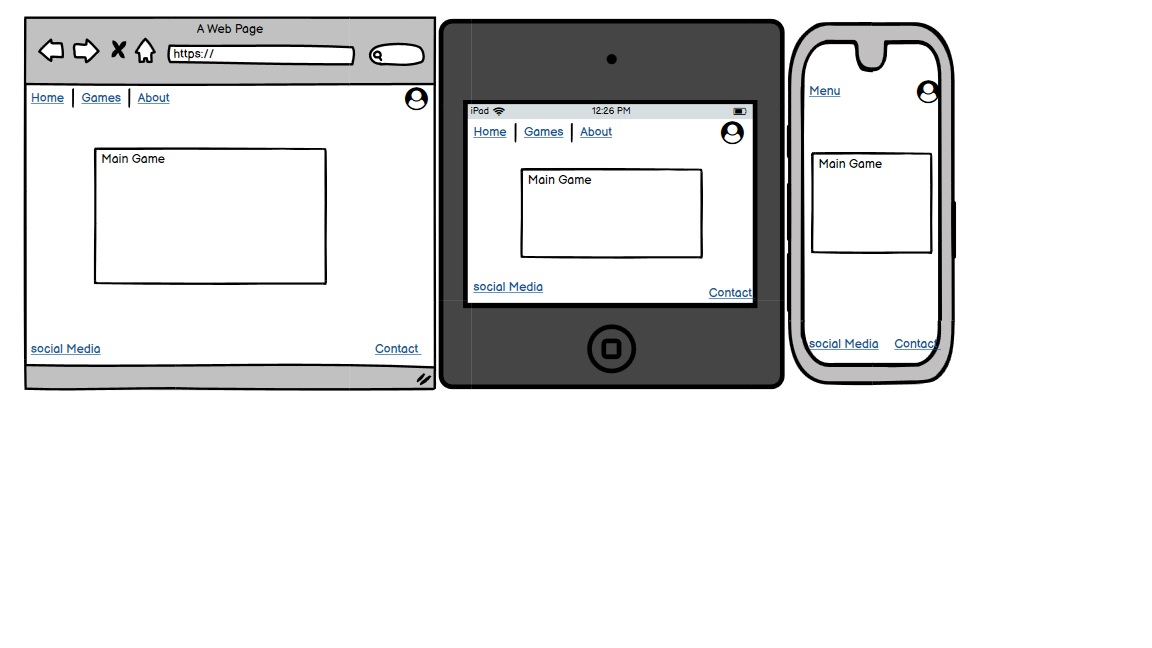 A Web Page
https://
Home Games About
Main Game
social Media Contact
iPad 12:26 PM
Home Games About
Main Game
social Media
Contact
Menu
Main Game
social Media Contact